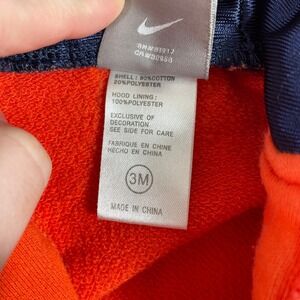 SHELL: 80%COTTON
20%POLYESTER
HOOD LINING:
100%POLYESTER
EXCLUSIVE OF
DECORATION
SEE SIDE FOR CARE
FABRIQUE EN CHINE
HECHO EN CHINA
3M
MADE IN CHINA